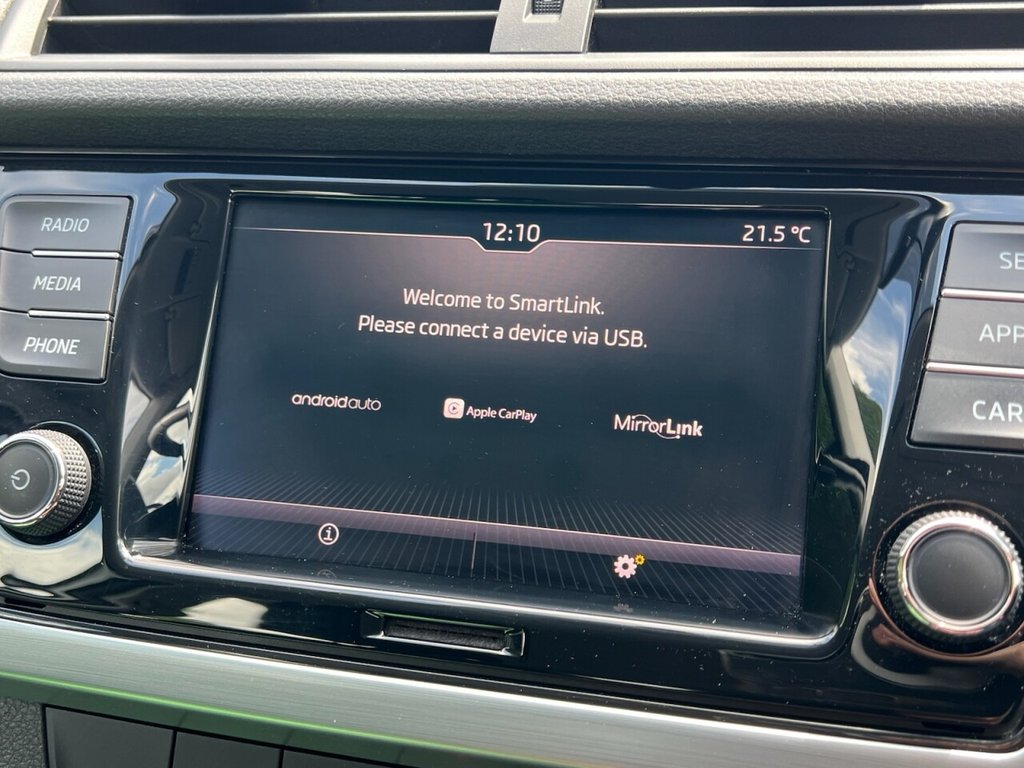 12:10
21.5 °C
RADIO
MEDIA
PHONE
Welcome to SmartLink.
Please connect a device via USB.
androidauto
Apple CarPlay
MirrorLink
CAR